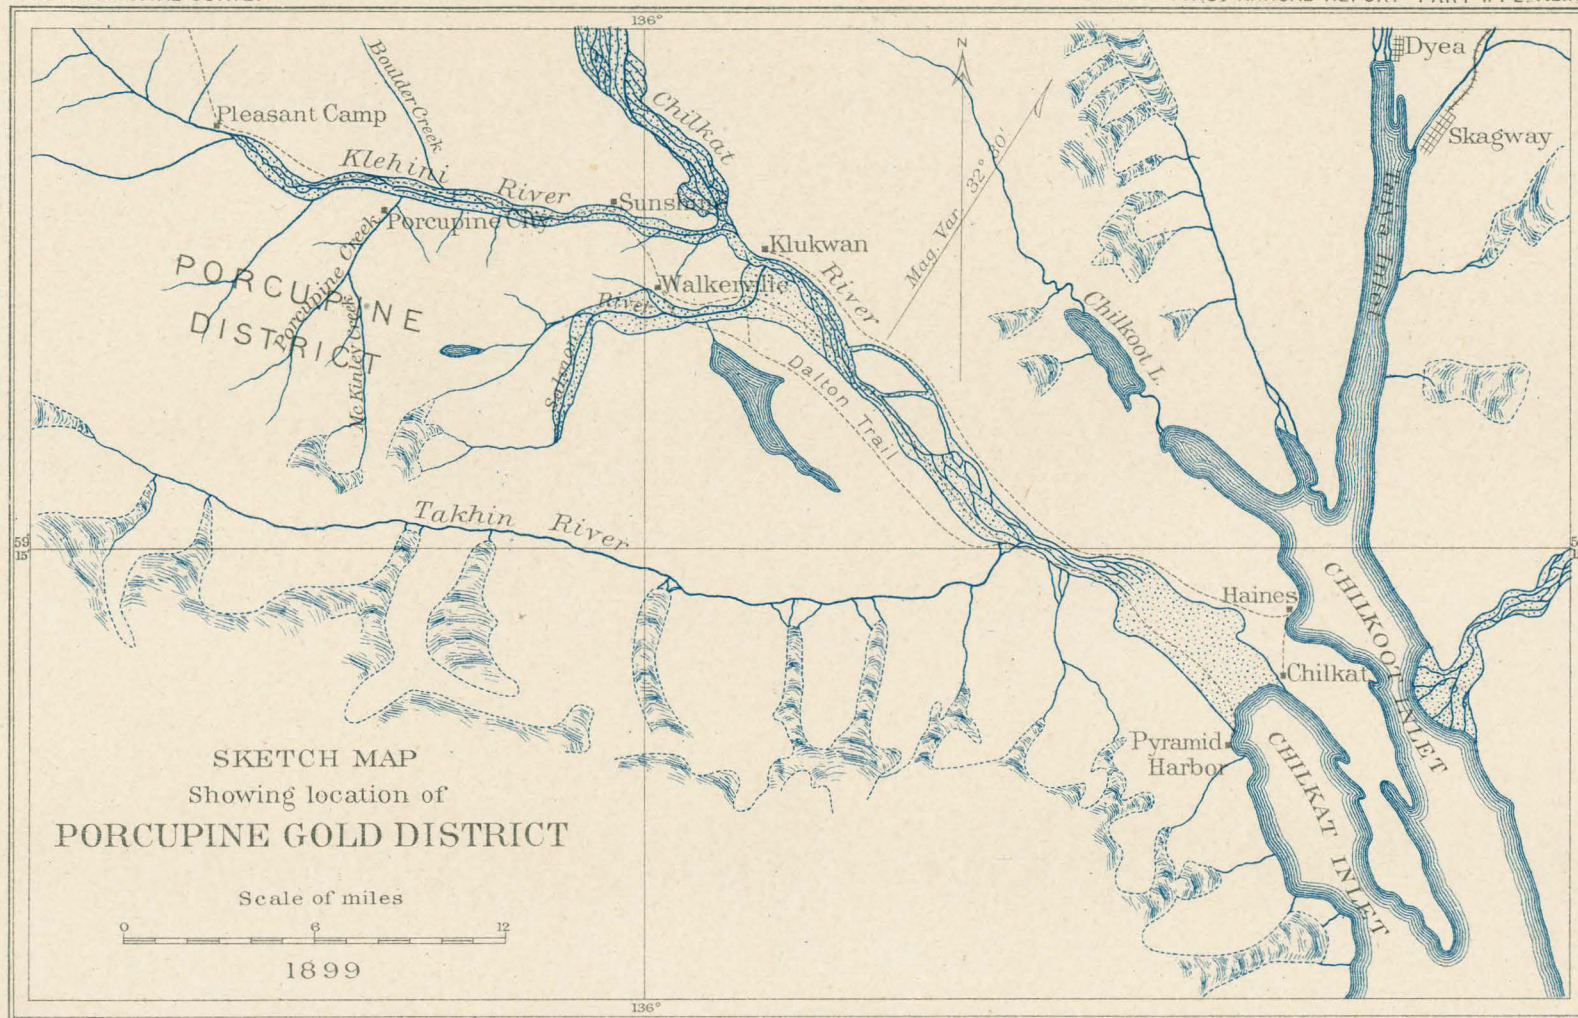 136°
Dyea
Skagway
Boulder Creek
Pleasant Camp
Chilkat
N
Mag. Var. 32° 30'
Klehini River
Sunshine
Porcupine City
Klukwan
River
Taiya Inlet
PORCUPINE
DISTRICT
Porcupine Creek
McKinley Creek
Walkerville
River
Salmon
Dalton Trail
Chilkoot L.
Takhin River
59
15'
CHILKOOT INLET
Haines
Chilkat
Pyramid
Harbor
CHILKAT INLET
SKETCH MAP
Showing location of
PORCUPINE GOLD DISTRICT
Scale of miles
0 6 12
1899
136°